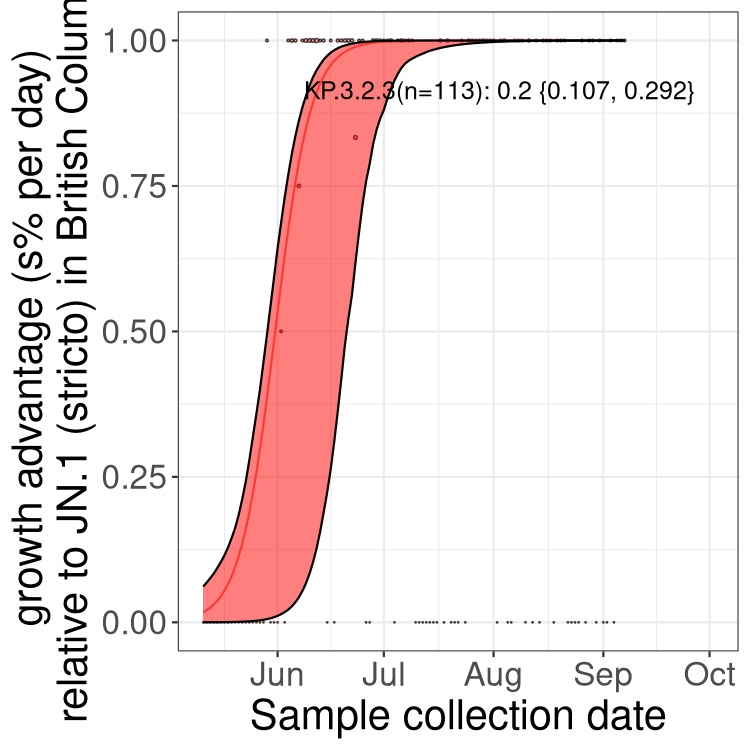 growth advantage (s% per day)
relative to JN.1 (stricto) in British Colum
1.00
0.75
0.50
0.25
0.00
KP.3.2.3(n=113): 0.2 {0.107, 0.292}
Jun Jul Aug Sep Oct
Sample collection date